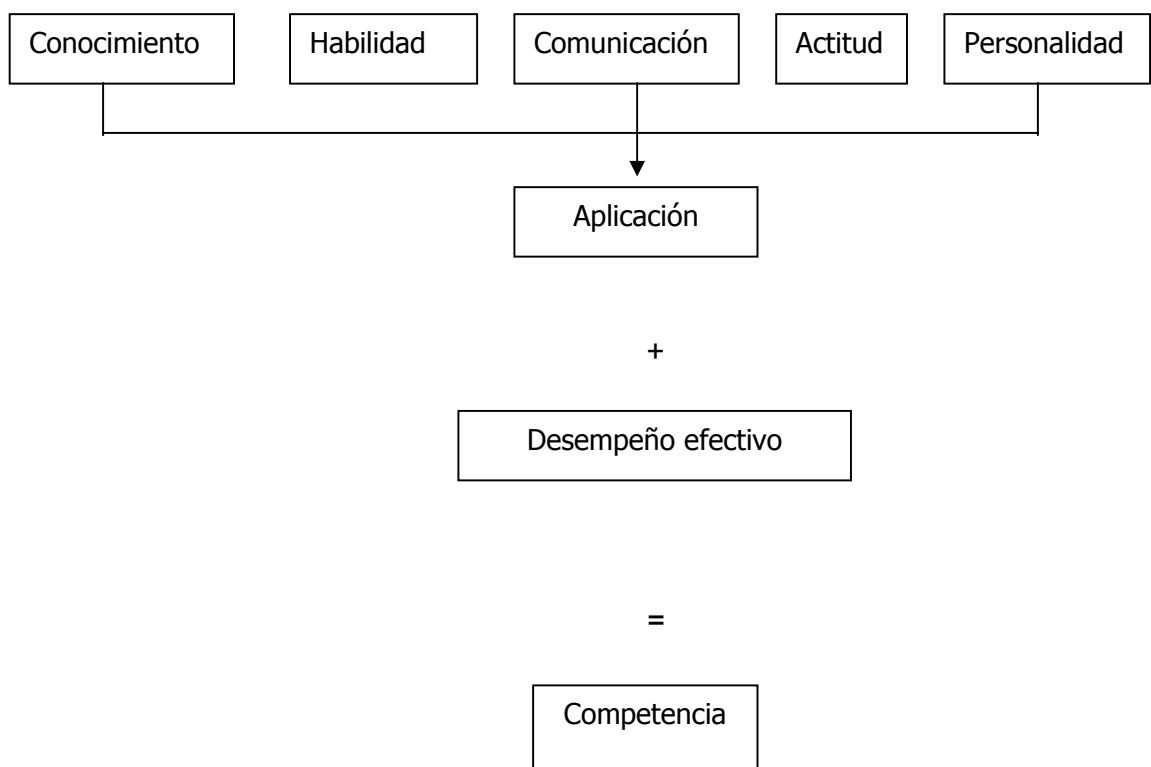 Conocimiento
Habilidad
Comunicación
Actitud
Personalidad
Aplicación
+
Desempeño efectivo
=
Competencia